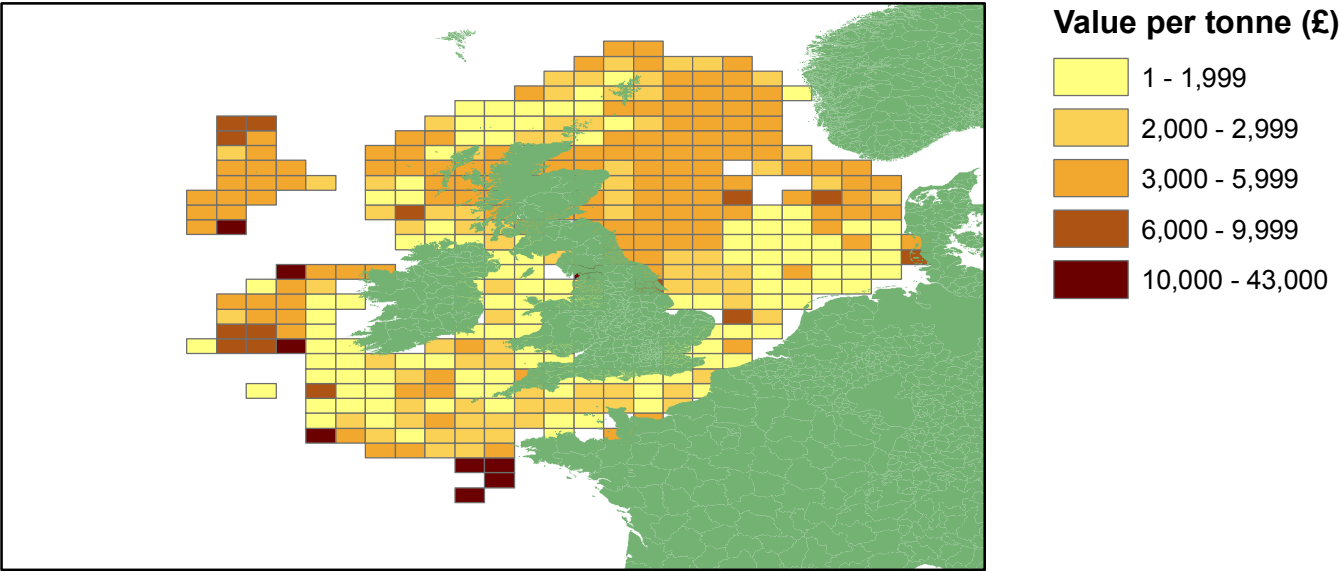 Value per tonne (£)
1 - 1,999
2,000 - 2,999
3,000 - 5,999
6,000 - 9,999
10,000 - 43,000